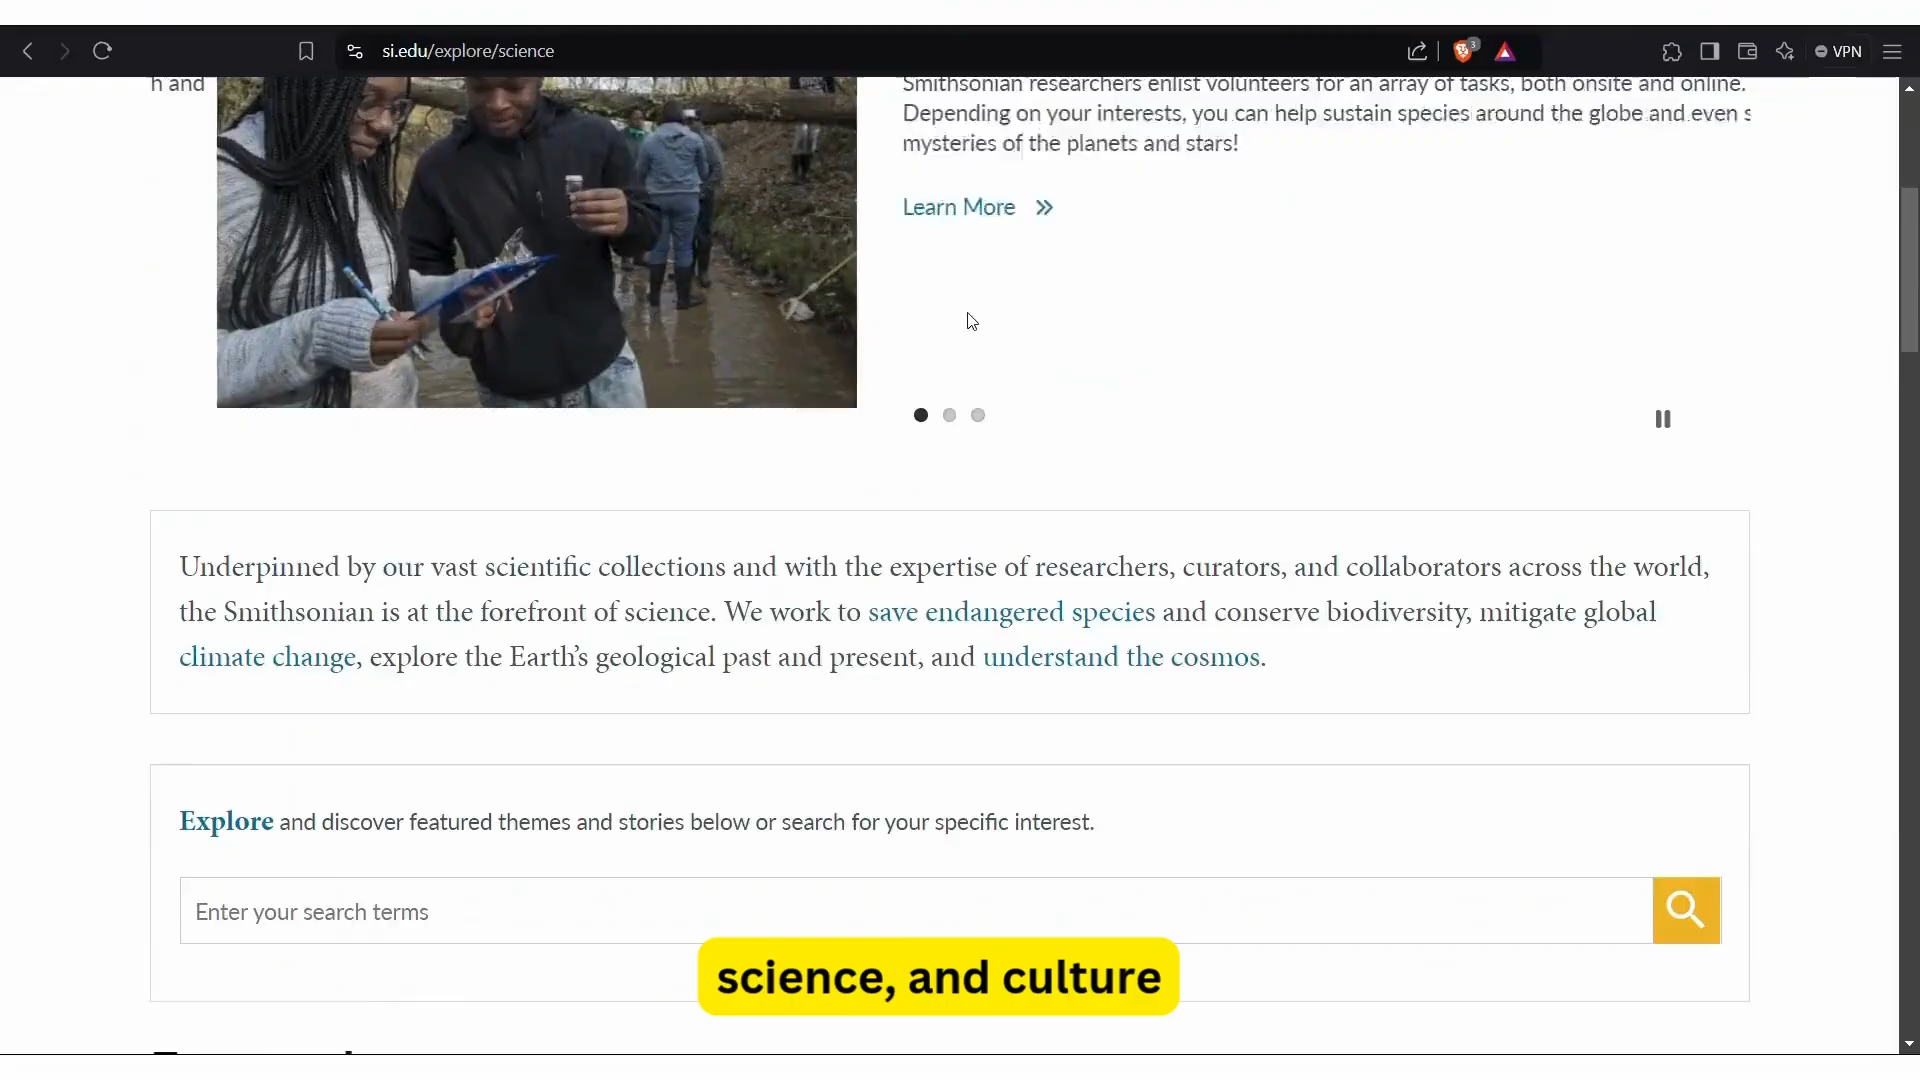 si.edu/explore/science
3
VPN
h and
Smithsonian researchers enlist volunteers for an array of tasks, both onsite and online.
Depending on your interests, you can help sustain species around the globe and even s
mysteries of the planets and stars!
Learn More
Underpinned by our vast scientific collections and with the expertise of researchers, curators, and collaborators across the world,
the Smithsonian is at the forefront of science. We work to save endangered species and conserve biodiversity, mitigate global
climate change, explore the Earth's geological past and present, and understand the cosmos.
Explore and discover featured themes and stories below or search for your specific interest.
Enter your search terms
science, and culture